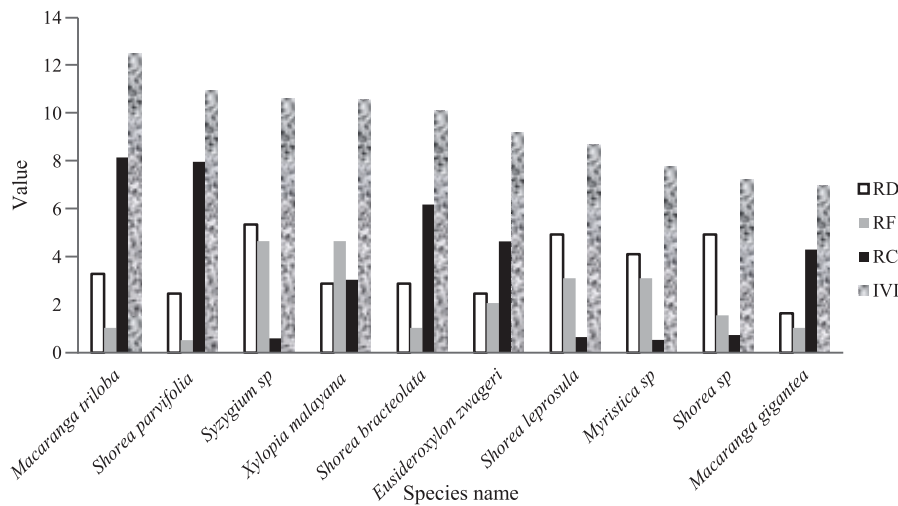 14
12
10
8
6
4
2
0
Value
RD
RF
RC
IVI
Macaranga triloba
Shorea parvifolia
Syzygium sp
Xylopia malayana
Shorea bracteolata
Eusideroxylon zwageri
Shorea leprosula
Myristica sp
Shorea sp
Macaranga gigantea
Species name